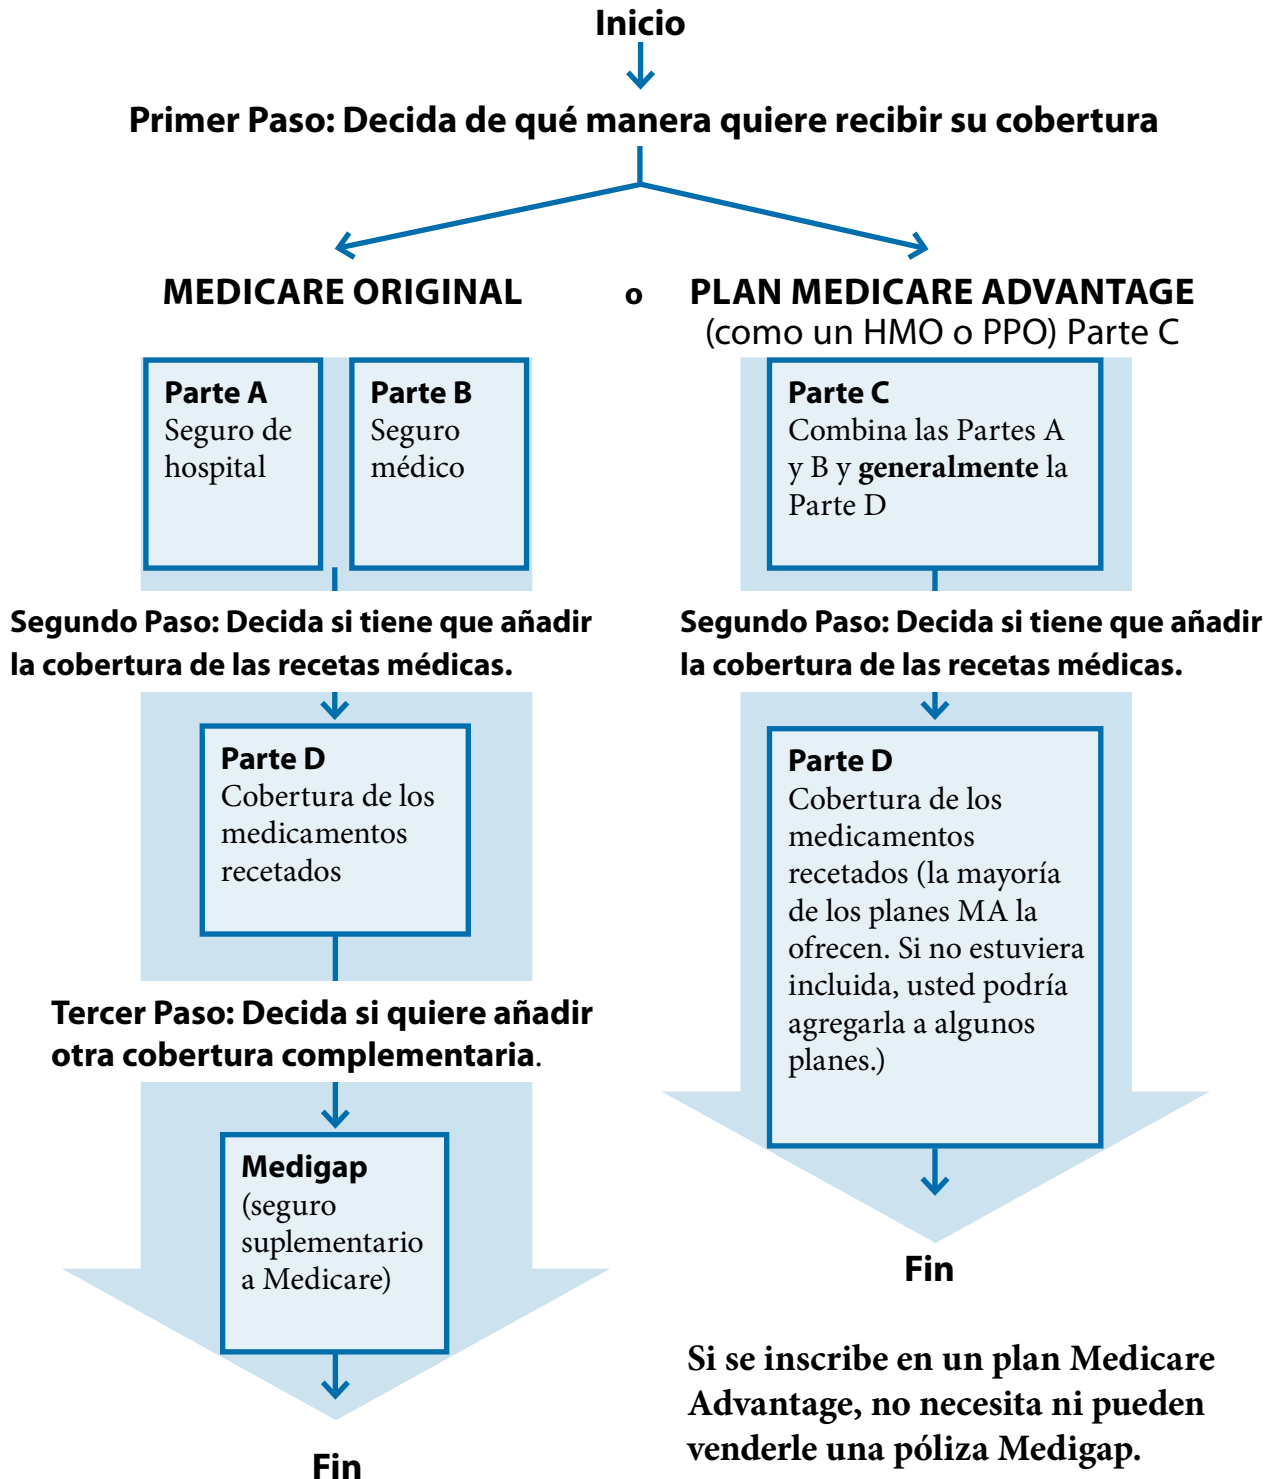 Inicio
Primer Paso: Decida de qué manera quiere recibir su cobertura
MEDICARE ORIGINAL
o
PLAN MEDICARE ADVANTAGE
(como un HMO o PPO) Parte C
Parte A
Seguro de
hospital
Parte B
Seguro
médico
Parte C
Combina las Partes A
y B y generalmente la
Parte D
Segundo Paso: Decida si tiene que añadir
la cobertura de las recetas médicas.
Segundo Paso: Decida si tiene que añadir
la cobertura de las recetas médicas.
Parte D
Cobertura de los
medicamentos
recetados
Parte D
Cobertura de los
medicamentos
recetados (la mayoría
de los planes MA la
ofrecen. Si no estuviera
incluida, usted podría
agregarla a algunos
planes.)
Tercer Paso: Decida si quiere añadir
otra cobertura complementaria.
Medigap
(seguro
suplementario
a Medicare)
Fin
Fin
Si se inscribe en un plan Medicare
Advantage, no necesita ni pueden
venderle una póliza Medigap.